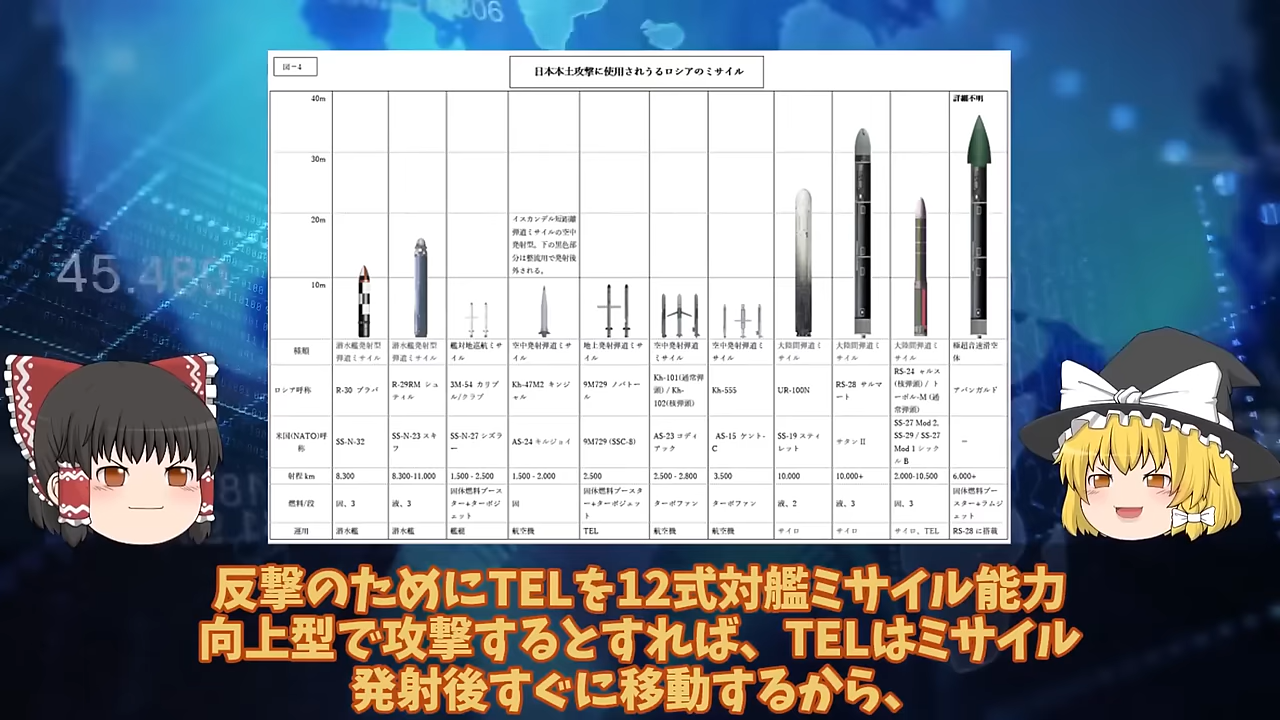 806
45.480
図-4
日本本土攻撃に使用されうるロシアのミサイル
40m
30m
20m
10m
詳細不明
イスカンデル短距離
弾道ミサイルの空中
発射型。下の黒色部
分は整流用で発射後
外される。
種類
潜水艦発射型
弾道ミサイル
潜水艦発射型
弾道ミサイル
艦対地巡航ミサ
イル
空中発射弾道ミサ
イル
地上発射弾道ミサ
イル
空中発射弾道
ミサイル
空中発射弾道ミ
サイル
大陸間弾道ミ
サイル
大陸間弾道ミ
サイル
大陸間弾道ミ
サイル
極超音速滑空
体
ロシア呼称
R-30 ブラバ
R-29RM シュ
ティル
3M-54 カリブ
ル/クラブ
Kh-47M2 キンジ
ャル
9M729 ノバトー
ル
Kh-101(通常弾
頭) / Kh-
102(核弾頭)
Kh-555
UR-100N
RS-28 サルマ
ート
RS-24 ヤルス
(核弾頭) / ト
ーポル-M (通
常弾頭)
アバンガルド
米国(NATO)呼
称
SS-N-32
SS-N-23 スキ
フ
SS-N-27 シズラ
ー
AS-24 キルジョイ
9M729 (SSC-8)
AS-23 コディ
アック
AS-15 ケント-
C
SS-19 スティ
レット
サタンⅡ
SS-27 Mod 2,
SS-29 / SS-27
Mod 1 シック
ル B
－
射程 km
8.300
8.300-11.000
1.500 - 2.500
1.500 - 2.000
2.500
2.500 - 2.800
3.500
10.000
10.000+
2.000-10.500
6.000+
燃料/段
固、3
液、3
固体燃料ブース
ター+ターボジェ
ット
固
固体燃料ブースタ
ー+ターボジェッ
ト
ターボファン
ターボファン
液、2
液、3
固、3
固体燃料ブー
スター+ラムジ
ェット
運用
潜水艦
潜水艦
艦艇
航空機
TEL
航空機
航空機
サイロ
サイロ
サイロ、TEL
RS-28 に搭載
反撃のためにTELを12式対艦ミサイル能力
向上型で攻撃するとすれば、TELはミサイル
発射後すぐに移動するから、